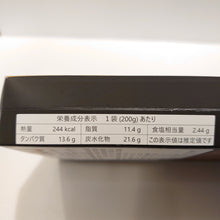 栄養成分表示 1袋(200g)あたり
熱量 244 kcal 脂質 11.4 g 食塩相当量 2.44 g
タンパク質 13.6 g 炭水化物 21.6 g この表示値は推定値です